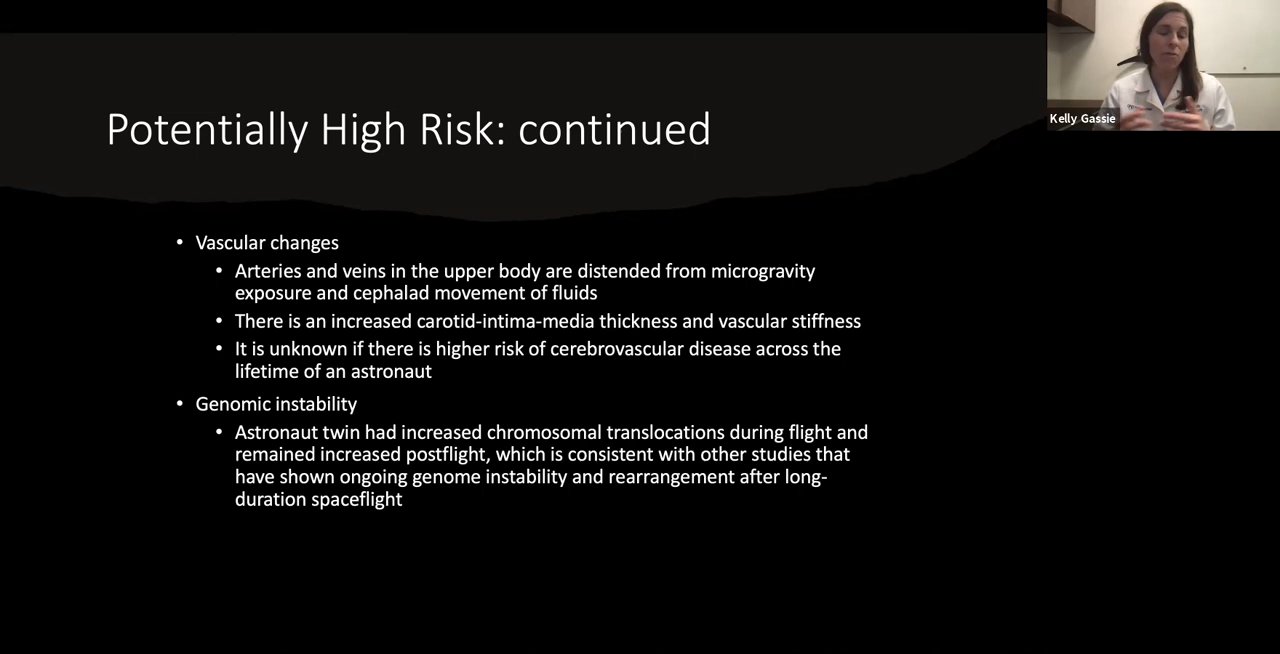 Potentially High Risk: continued
Kelly Gassie
• Vascular changes
• Arteries and veins in the upper body are distended from microgravity
exposure and cephalad movement of fluids
• There is an increased carotid-intima-media thickness and vascular stiffness
• It is unknown if there is higher risk of cerebrovascular disease across the
lifetime of an astronaut
• Genomic instability
• Astronaut twin had increased chromosomal translocations during flight and
remained increased postflight, which is consistent with other studies that
have shown ongoing genome instability and rearrangement after long-
duration spaceflight